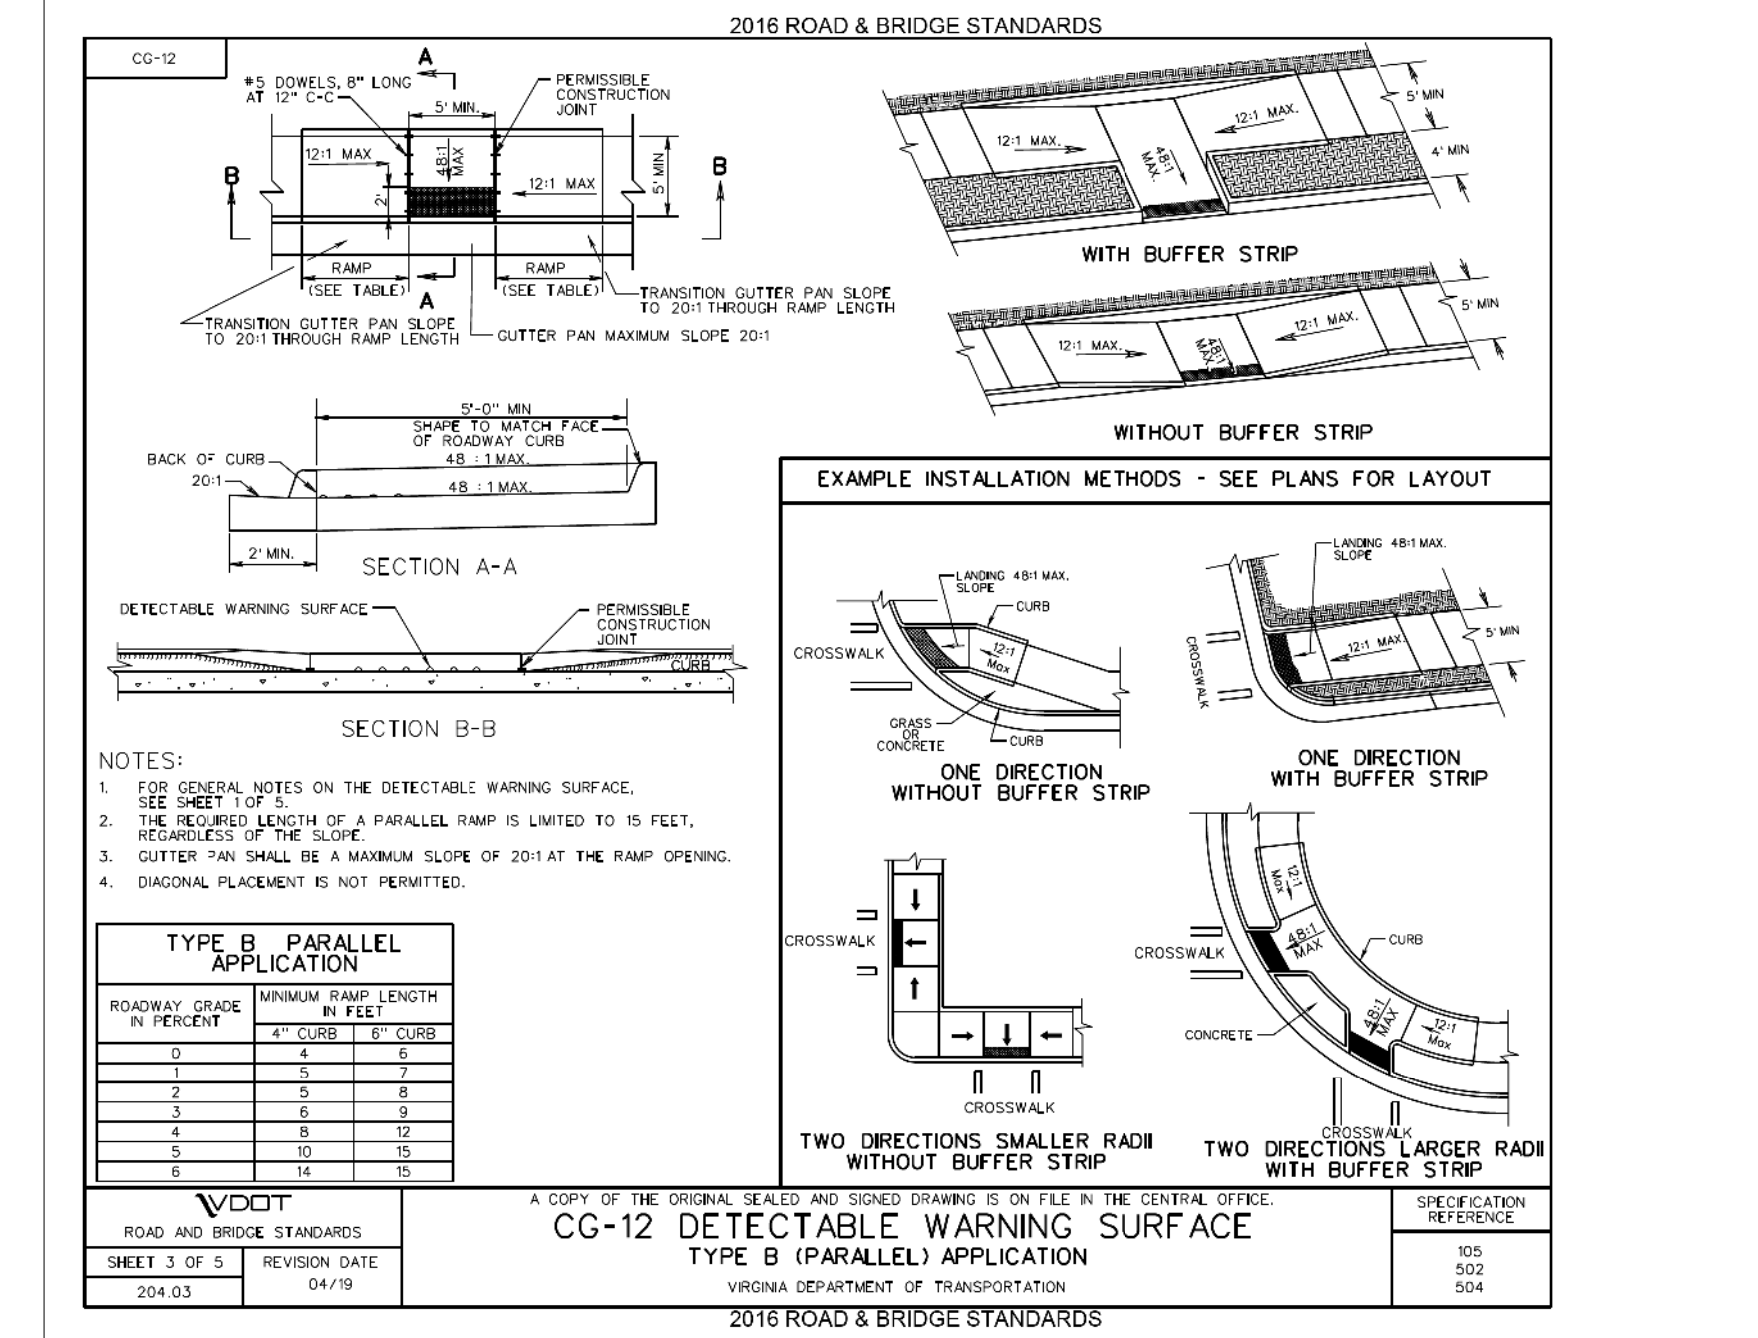 2016 ROAD & BRIDGE STANDARDS
CG-12
A
#5 DOWELS, 8" LONG
AT 12" C-C
PERMISSIBLE
CONSTRUCTION
JOINT
5' MIN.
12:1 MAX
48:1
MAX
12:1 MAX
2'
5' MIN
B
B
RAMP
(SEE TABLE)
RAMP
(SEE TABLE)
A
TRANSITION GUTTER PAN SLOPE
TO 20:1 THROUGH RAMP LENGTH
TRANSITION GUTTER PAN SLOPE
TO 20:1 THROUGH RAMP LENGTH
GUTTER PAN MAXIMUM SLOPE 20:1
12:1 MAX.
12:1 MAX.
48:1
MAX.
5' MIN
4' MIN
WITH BUFFER STRIP
12:1 MAX.
12:1 MAX.
48:1
MAX.
5' MIN
WITHOUT BUFFER STRIP
5'-0" MIN
SHAPE TO MATCH FACE
OF ROADWAY CURB
BACK OF CURB
48 : 1 MAX.
20:1
48 : 1 MAX.
2' MIN.
SECTION A-A
DETECTABLE WARNING SURFACE
PERMISSIBLE
CONSTRUCTION
JOINT
CURB
SECTION B-B
NOTES:
1. FOR GENERAL NOTES ON THE DETECTABLE WARNING SURFACE,
SEE SHEET 1 OF 5.
2. THE REQUIRED LENGTH OF A PARALLEL RAMP IS LIMITED TO 15 FEET,
REGARDLESS OF THE SLOPE.
3. GUTTER PAN SHALL BE A MAXIMUM SLOPE OF 20:1 AT THE RAMP OPENING.
4. DIAGONAL PLACEMENT IS NOT PERMITTED.
TYPE B PARALLEL
APPLICATION
ROADWAY GRADE
IN PERCENT
MINIMUM RAMP LENGTH
IN FEET
4" CURB 6" CURB
0 4 6
1 5 7
2 5 8
3 6 9
4 8 12
5 10 15
6 14 15
EXAMPLE INSTALLATION METHODS - SEE PLANS FOR LAYOUT
LANDING 48:1 MAX.
SLOPE
CURB
CROSSWALK
12:1
Max
GRASS
OR
CONCRETE
CURB
ONE DIRECTION
WITHOUT BUFFER STRIP
LANDING 48:1 MAX.
SLOPE
CROSSWALK
12:1 MAX.
5' MIN
ONE DIRECTION
WITH BUFFER STRIP
CROSSWALK
CROSSWALK
TWO DIRECTIONS SMALLER RADII
WITHOUT BUFFER STRIP
12:1
Max
48:1
MAX
CURB
CROSSWALK
48:1
MAX
12:1
Max
CONCRETE
CROSSWALK
TWO DIRECTIONS LARGER RADII
WITH BUFFER STRIP
VDOT
ROAD AND BRIDGE STANDARDS
SHEET 3 OF 5
REVISION DATE
04/19
204.03
A COPY OF THE ORIGINAL SEALED AND SIGNED DRAWING IS ON FILE IN THE CENTRAL OFFICE.
CG-12 DETECTABLE WARNING SURFACE
TYPE B (PARALLEL) APPLICATION
VIRGINIA DEPARTMENT OF TRANSPORTATION
SPECIFICATION
REFERENCE
105
502
504
2016 ROAD & BRIDGE STANDARDS